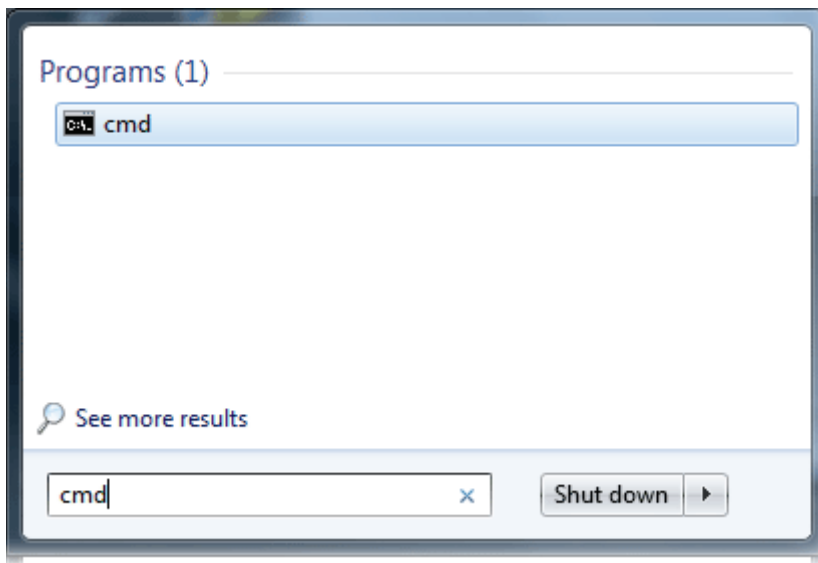 Programs (1)
C:\.
cmd
See more results
cmd
Shut down